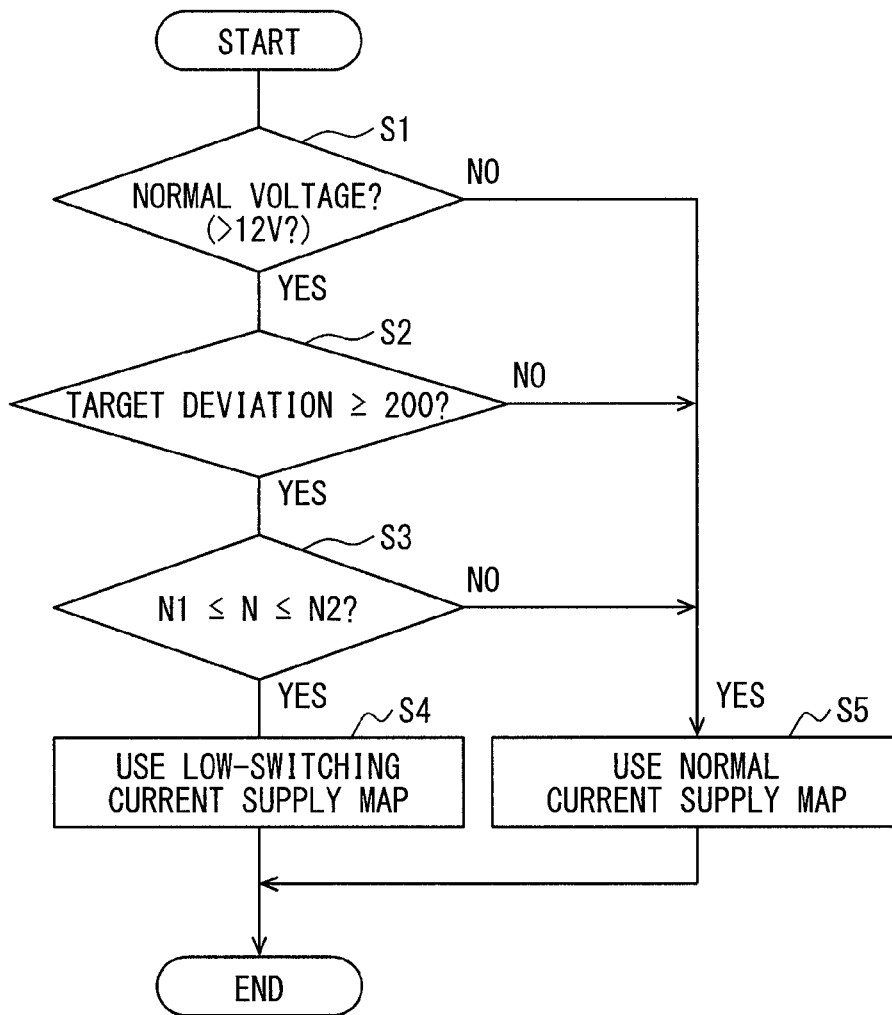 START
S1
NORMAL VOLTAGE?
(>12V?)
NO
YES
S2
TARGET DEVIATION ≥ 200?
NO
YES
S3
N1 ≤ N ≤ N2?
NO
YES
YES
S4
USE LOW-SWITCHING
CURRENT SUPPLY MAP
S5
USE NORMAL
CURRENT SUPPLY MAP
END